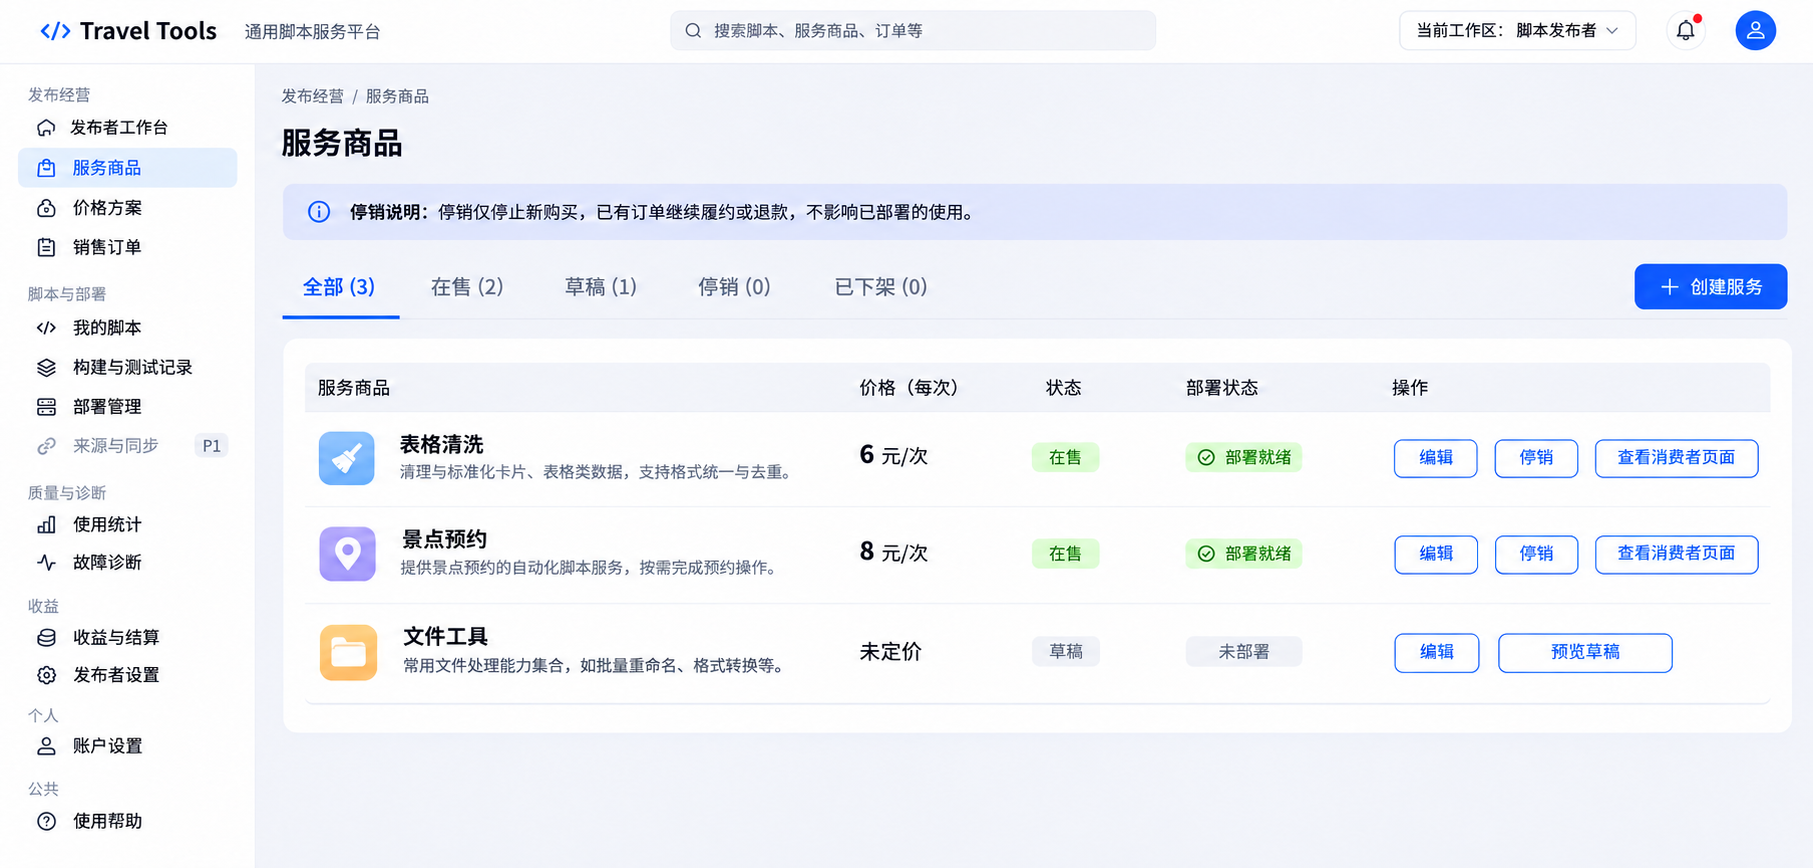 </> Travel Tools 通用脚本服务平台
搜索脚本、服务商品、订单等
当前工作区： 脚本发布者
发布经营
发布者工作台
服务商品
价格方案
销售订单
脚本与部署
</> 我的脚本
构建与测试记录
部署管理
来源与同步 P1
质量与诊断
使用统计
故障诊断
收益
收益与结算
发布者设置
个人
账户设置
公共
使用帮助
发布经营 / 服务商品
服务商品
停销说明：停销仅停止新购买，已有订单继续履约或退款，不影响已部署的使用。
全部 (3) 在售 (2) 草稿 (1) 停销 (0) 已下架 (0)
+ 创建服务
服务商品 价格（每次） 状态 部署状态 操作
表格清洗
清理与标准化卡片、表格类数据，支持格式统一与去重。
6 元/次 在售 部署就绪 编辑 停销 查看消费者页面
景点预约
提供景点预约的自动化脚本服务，按需完成预约操作。
8 元/次 在售 部署就绪 编辑 停销 查看消费者页面
文件工具
常用文件处理能力集合，如批量重命名、格式转换等。
未定价 草稿 未部署 编辑 预览草稿